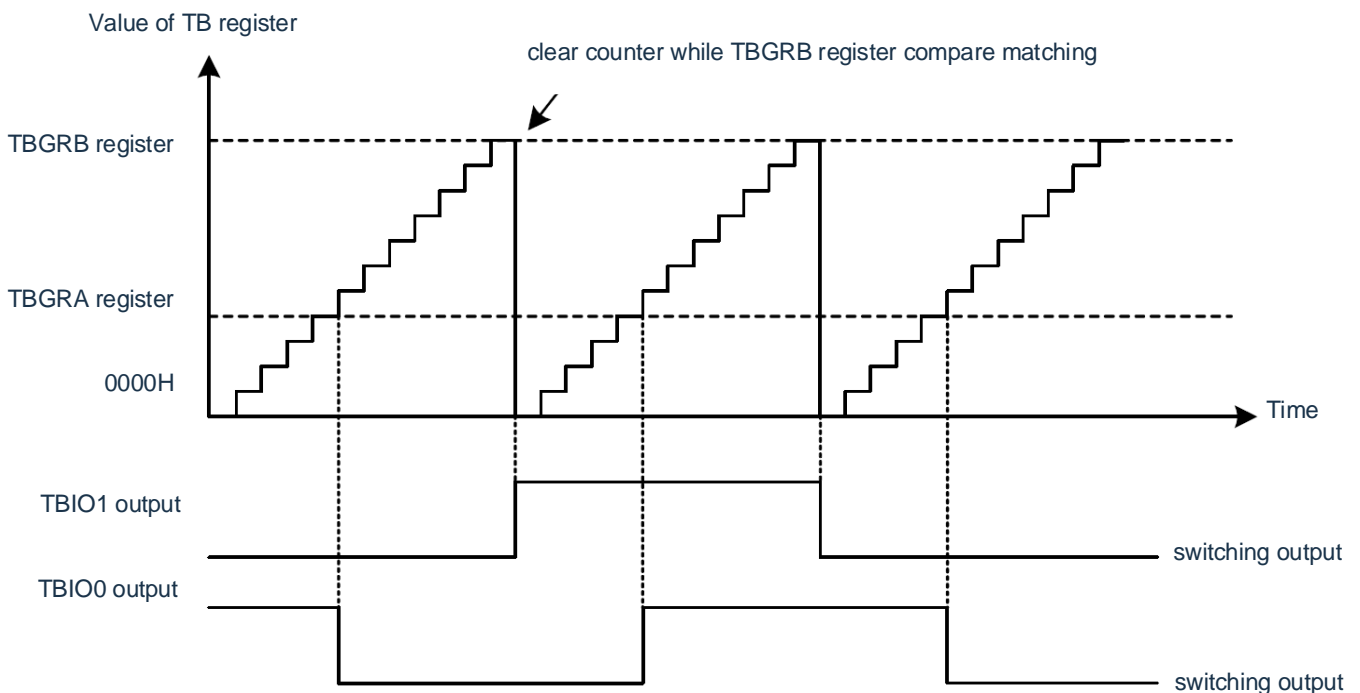 Value of TB register
clear counter while TBGRB register compare matching
TBGRB register
TBGRA register
0000H
Time
TBIO1 output
switching output
TBIO0 output
switching output